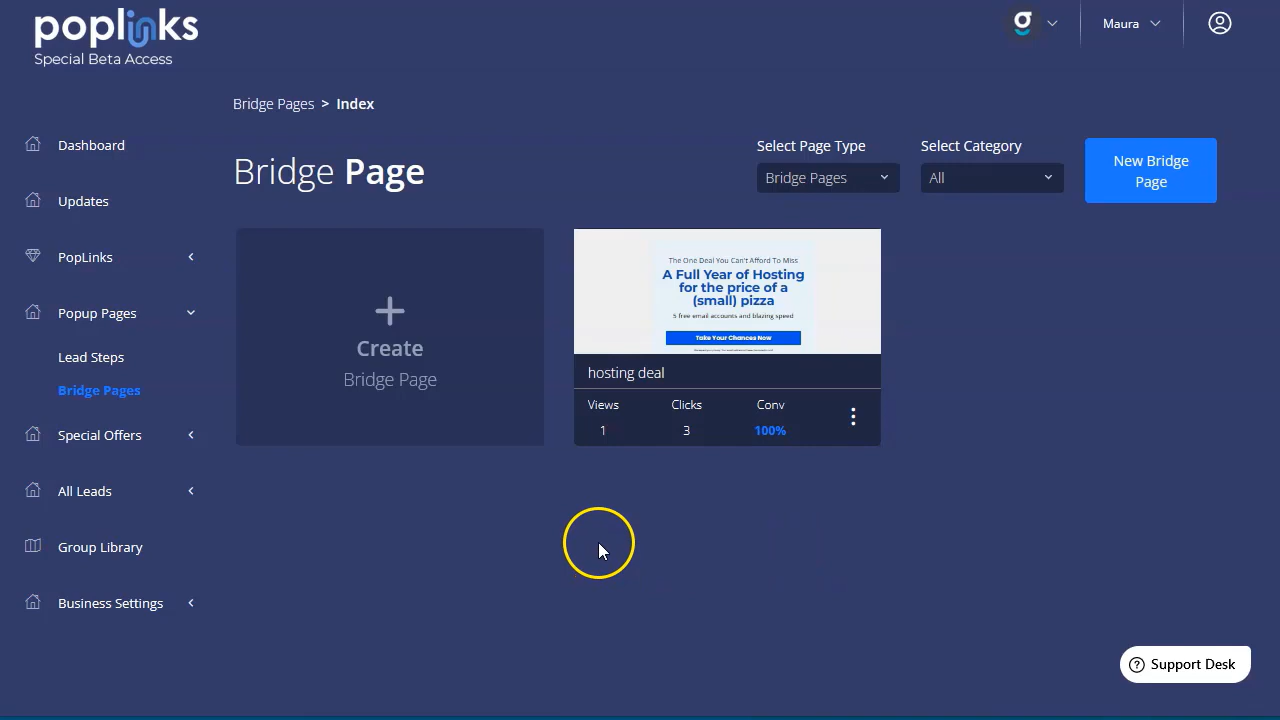 poplinks
Special Beta Access
Maura
Bridge Pages > Index
Dashboard
Updates
PopLinks
Popup Pages
Lead Steps
Bridge Pages
Special Offers
All Leads
Group Library
Business Settings
Bridge Page
Select Page Type
Bridge Pages
Select Category
All
New Bridge
Page
+
Create
Bridge Page
The One Deal You Can't Afford To Miss
A Full Year of Hosting
for the price of a
(small) pizza
5 free email accounts and blazing speed
Take Your Chances Now
hosting deal
Views Clicks Conv
1 3 100%
Support Desk